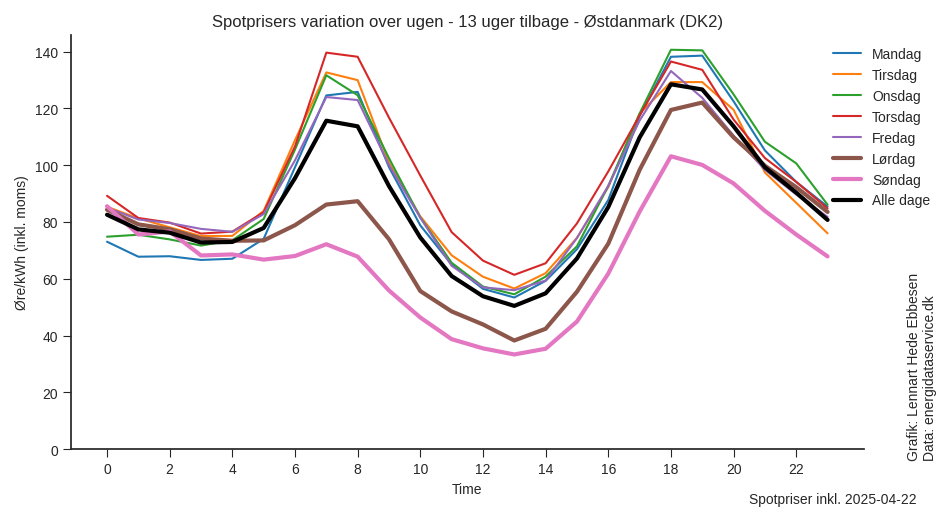 Spotprisers variation over ugen - 13 uger tilbage - Østdanmark (DK2)
Øre/kWh (inkl. moms)
140
120
100
80
60
40
20
0
0 2 4 6 8 10 12 14 16 18 20 22
Time
Mandag
Tirsdag
Onsdag
Torsdag
Fredag
Lørdag
Søndag
Alle dage
Grafik: Lennart Hede Ebbesen
Data: energidataservice.dk
Spotpriser inkl. 2025-04-22